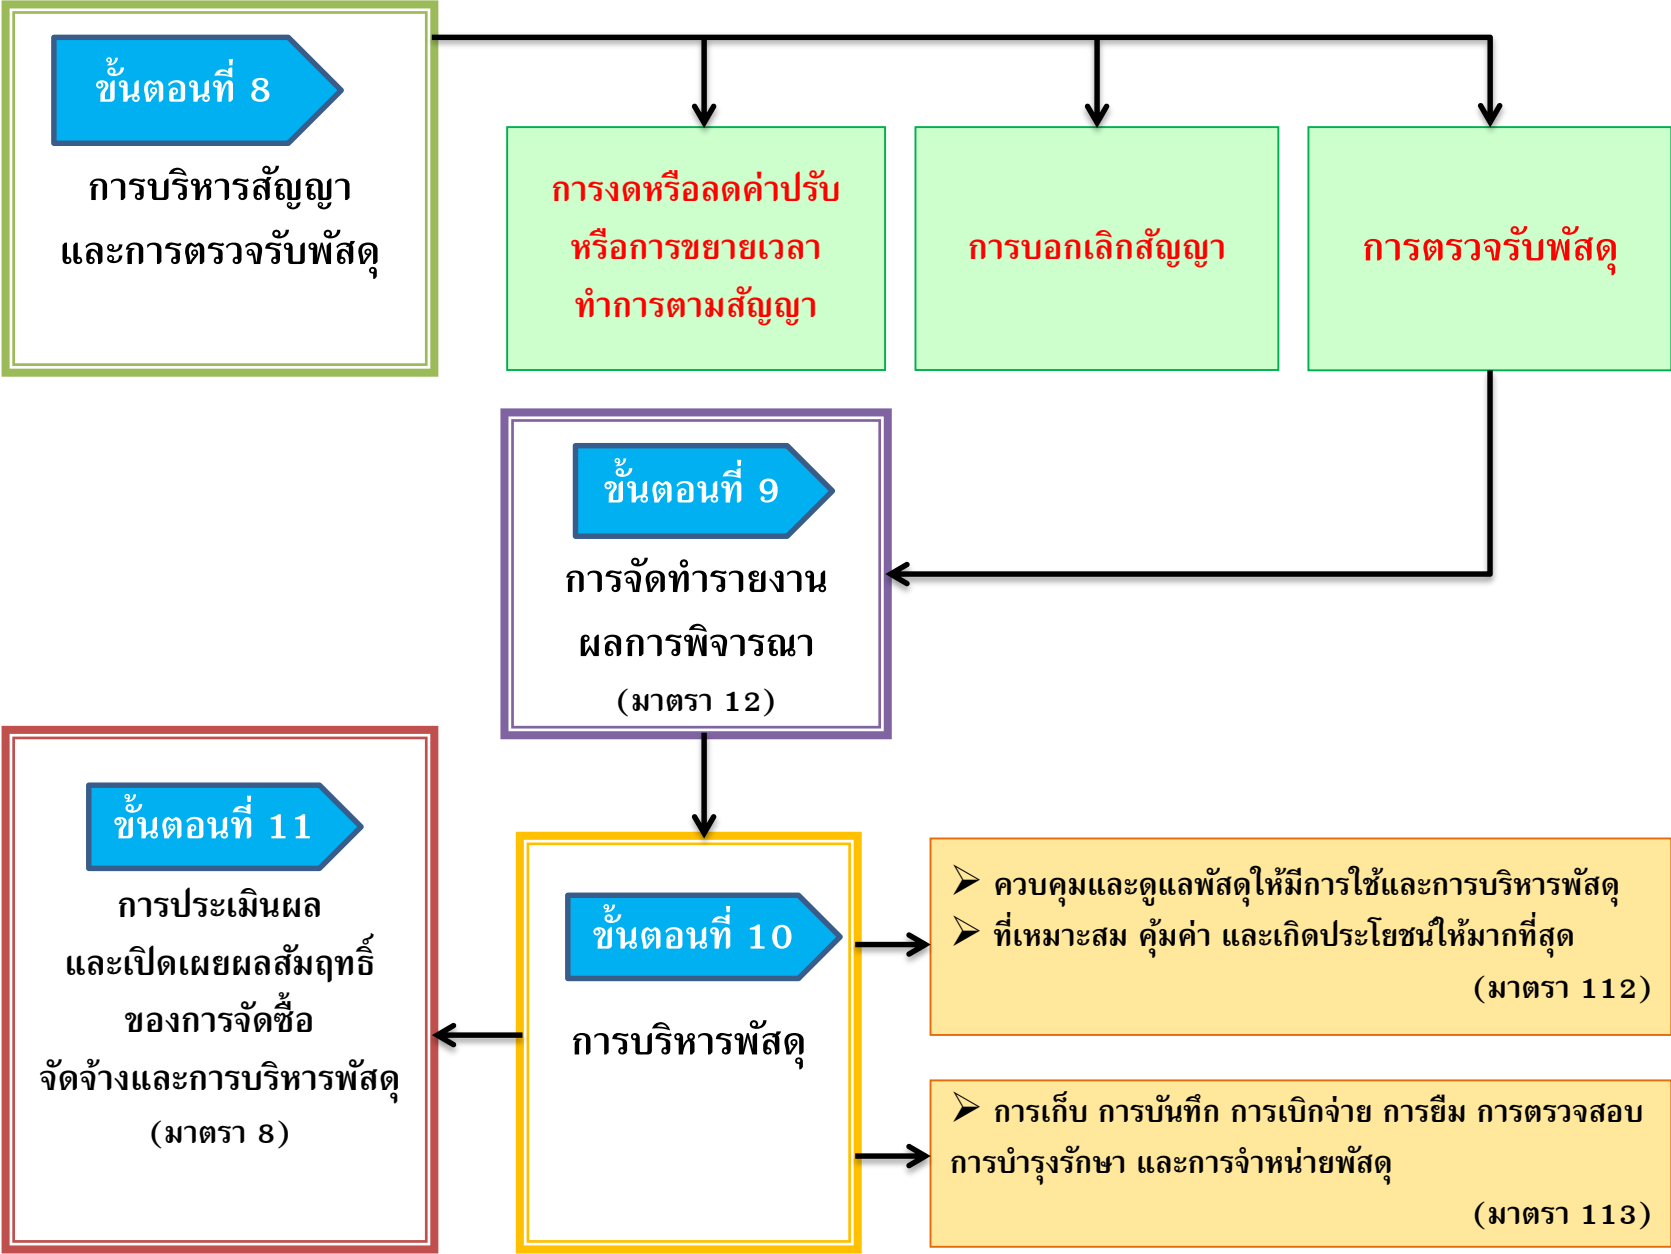 ขั้นตอนที่ 8
การบริหารสัญญา
และการตรวจรับพัสดุ
การงดหรือลดค่าปรับ
หรือการขยายเวลา
ทำการตามสัญญา
การบอกเลิกสัญญา
การตรวจรับพัสดุ
ขั้นตอนที่ 9
การจัดทำรายงาน
ผลการพิจารณา
(มาตรา 12)
ขั้นตอนที่ 10
การบริหารพัสดุ
➢ ควบคุมและดูแลพัสดุให้มีการใช้และการบริหารพัสดุ
➢ ที่เหมาะสม คุ้มค่า และเกิดประโยชน์ให้มากที่สุด
(มาตรา 112)
➢ การเก็บ การบันทึก การเบิกจ่าย การยืม การตรวจสอบ
การบำรุงรักษา และการจำหน่ายพัสดุ
(มาตรา 113)
ขั้นตอนที่ 11
การประเมินผล
และเปิดเผยผลสัมฤทธิ์
ของการจัดซื้อ
จัดจ้างและการบริหารพัสดุ
(มาตรา 8)